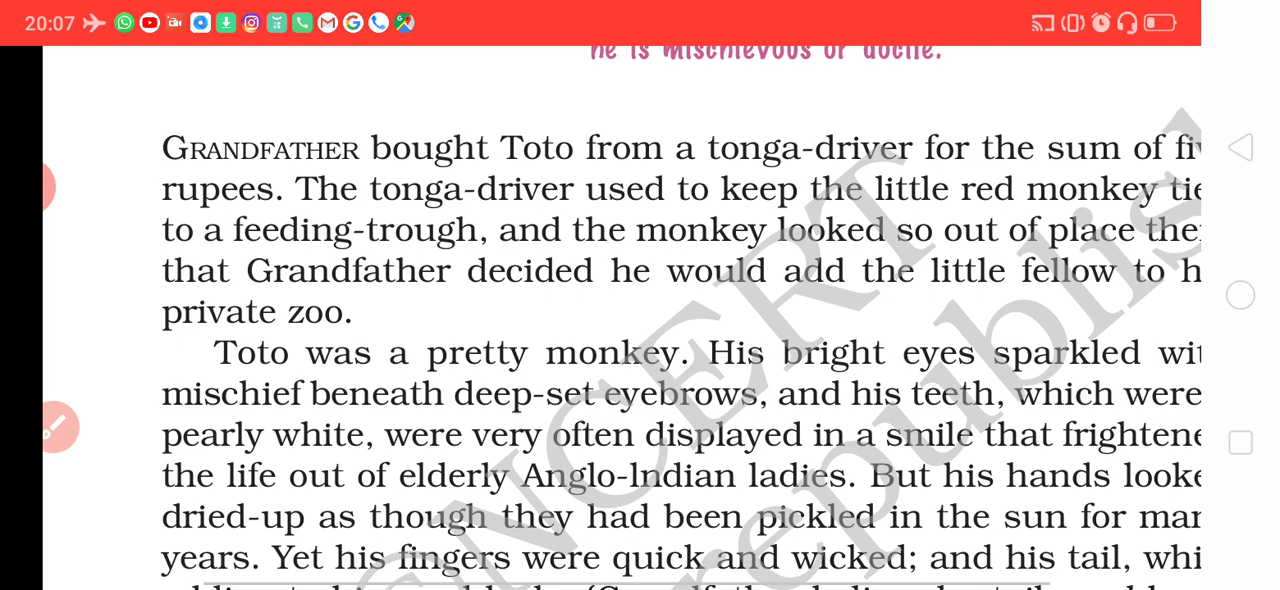 20:07
he is mischievous or docile.
GRANDFATHER bought Toto from a tonga-driver for the sum of
rupees. The tonga-driver used to keep the little red monkey
to a feeding-trough, and the monkey looked so out of place
that Grandfather decided he would add the little fellow to
private zoo.
Toto was a pretty monkey. His bright eyes sparkled
mischief beneath deep-set eyebrows, and his teeth, which were
pearly white, were very often displayed in a smile that
the life out of elderly Anglo-Indian ladies. But his hands
dried-up as though they had been pickled in the sun for
years. Yet his fingers were quick and wicked; and his tail,
NCERT
republis